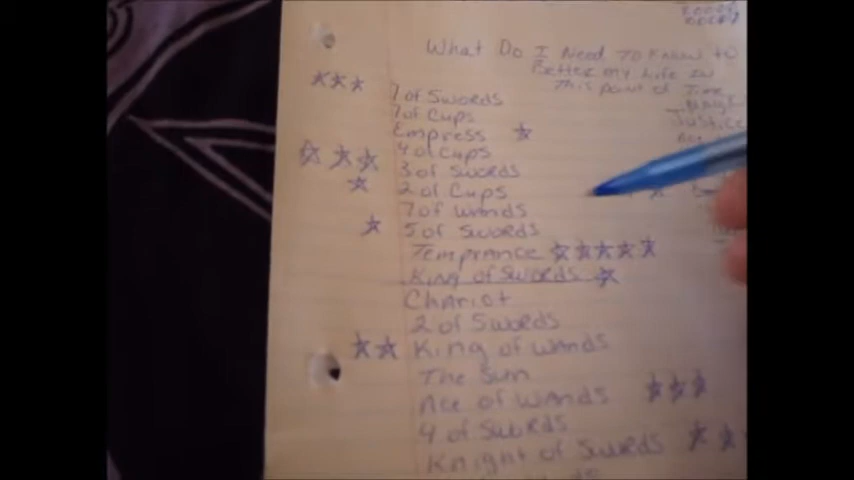 What Do I Need To Know to
Better my Life in
This point of Time
7 of Swords
7 of Cups
Empress
4 of Cups
3 of Swords
2 of Cups
7 of Wands
5 of Swords
Temprance
King of Swords
Chariot
2 of Swords
King of Wands
The Sun
Ace of Wands
4 of Swords
Knight of Swords
Justice